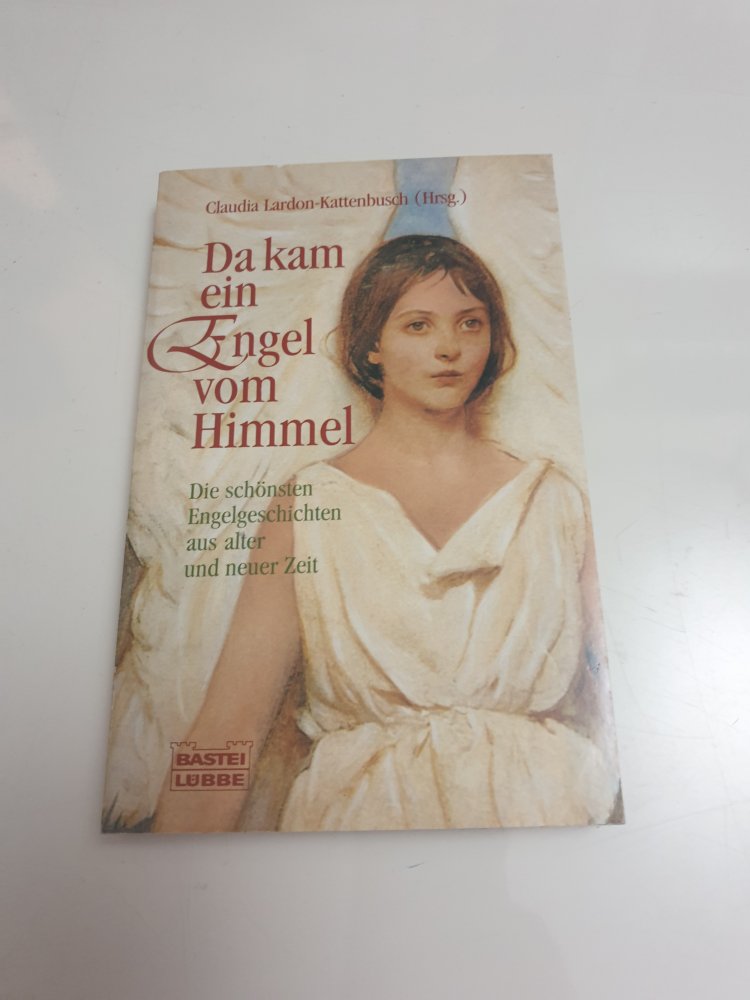 Claudia Lardon-Kattenbusch (Hrsg.)
Da kam
ein
Engel
vom
Himmel
Die schönsten
Engelgeschichten
aus alter
und neuer Zeit
BASTEI
LÜBBE